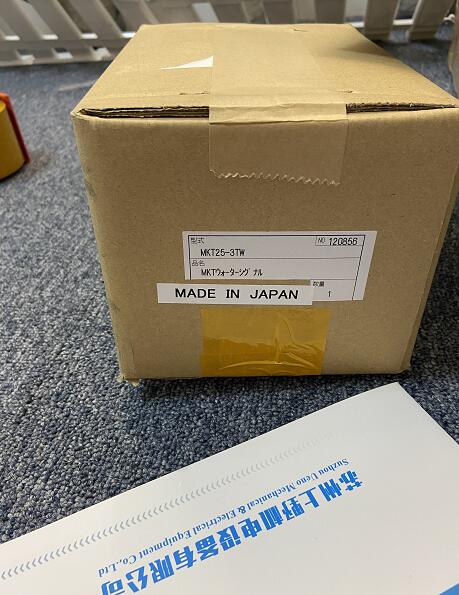 型式
NO 120856
MKT25-3TW
品名
MKTウォーターシグナル
数量
1
MADE IN JAPAN
苏州上野机电设备有限公司
Suzhou Ueno Mechanical & Electrical Equipment Co.,Ltd